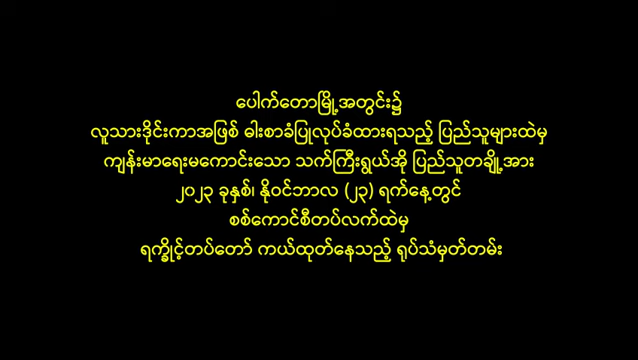 ပေါက်တောမြို့အတွင်း၌
လူသားဒိုင်းကာအဖြစ် ဓါးစာခံပြုလုပ်ခံထားရသည့် ပြည်သူများထဲမှ
ကျန်းမာရေးမကောင်းသော သက်ကြီးရွယ်အို ပြည်သူတချို့အား
၂၀၂၃ ခုနှစ်၊ နိုဝင်ဘာလ (၂၃) ရက်နေ့တွင်
စစ်ကောင်စီတပ်လက်ထဲမှ
ရက္ခိုင့်တပ်တော် ကယ်ထုတ်နေသည့် ရုပ်သံမှတ်တမ်း